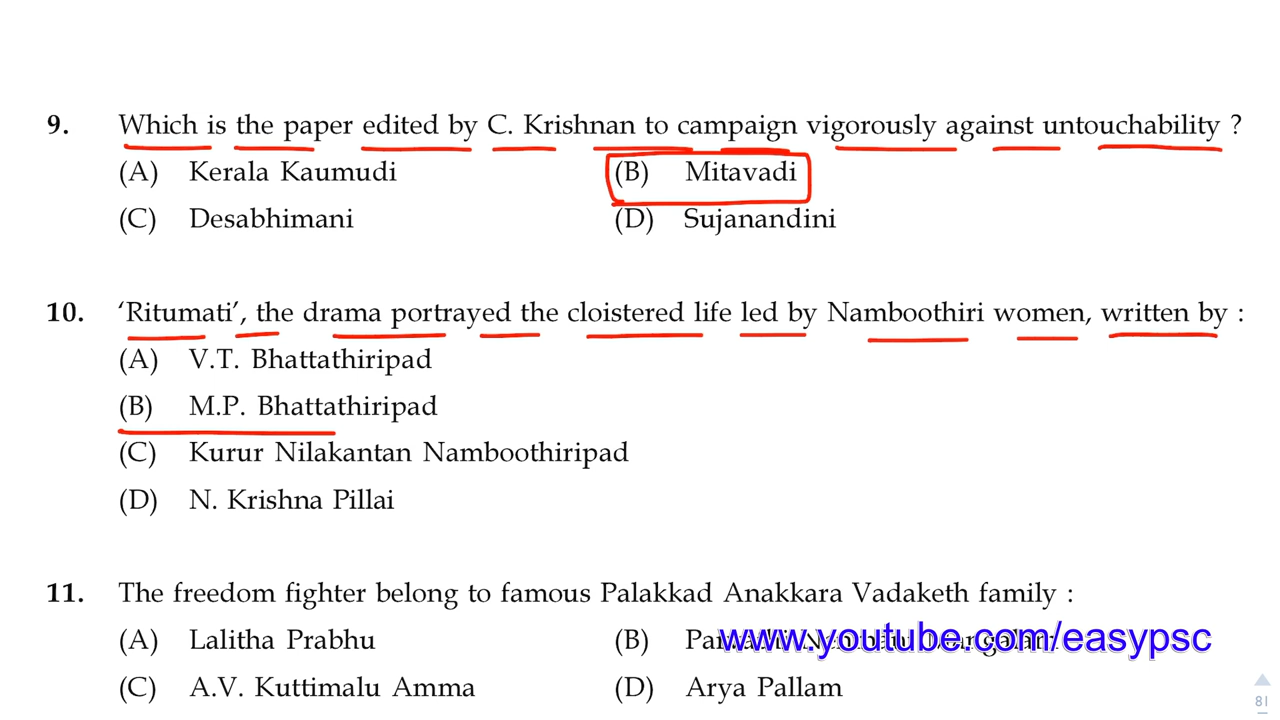 9. Which is the paper edited by C. Krishnan to campaign vigorously against untouchability ?
(A) Kerala Kaumudi (B) Mitavadi
(C) Desabhimani (D) Sujanandini
10. ‘Ritumati’, the drama portrayed the cloistered life led by Namboothiri women, written by :
(A) V.T. Bhattathiripad
(B) M.P. Bhattathiripad
(C) Kurur Nilakantan Namboothiripad
(D) N. Krishna Pillai
11. The freedom fighter belong to famous Palakkad Anakkara Vadaketh family :
(A) Lalitha Prabhu (B)
www.youtube.com/easypsc
(C) A.V. Kuttimalu Amma (D) Arya Pallam
81